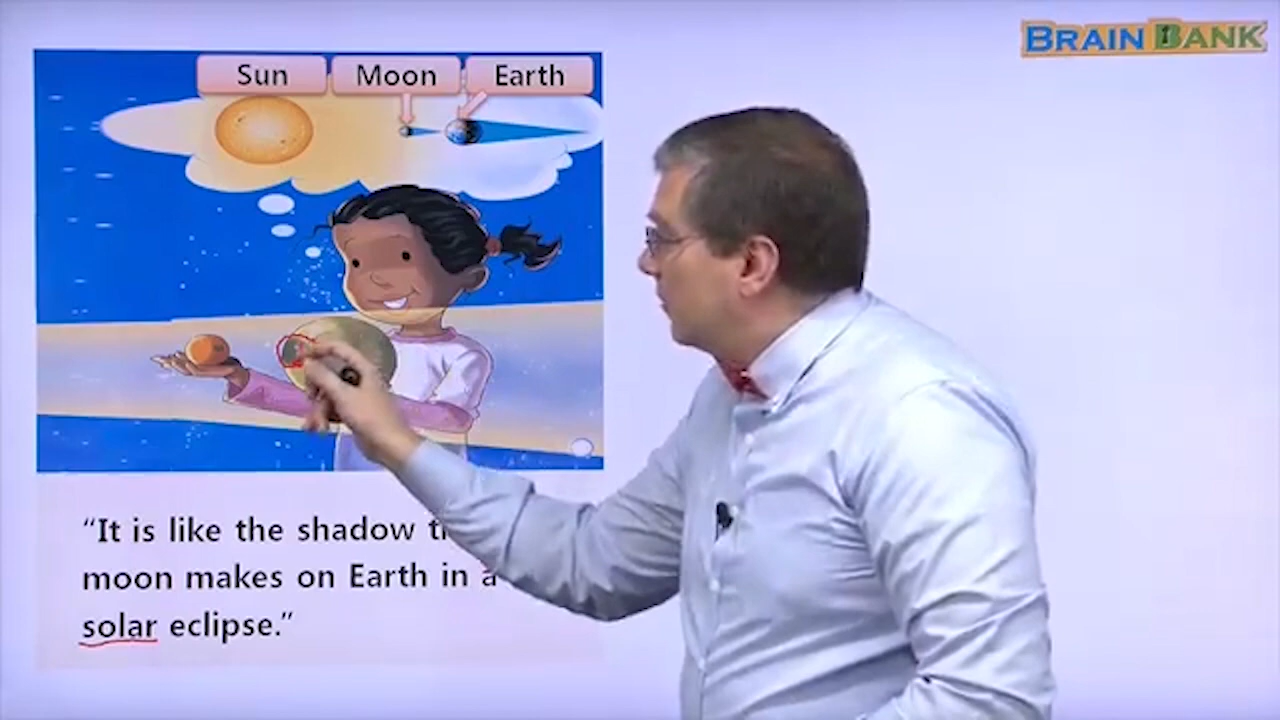 BRAIN BANK
Sun Moon Earth
“It is like the shadow
moon makes on Earth in a
solar eclipse.”